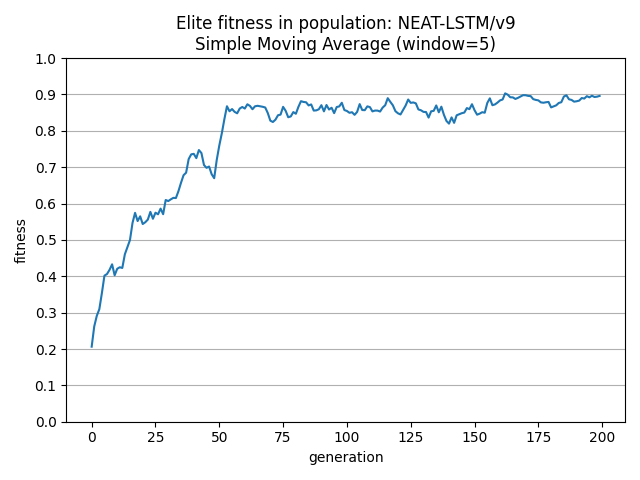 Elite fitness in population: NEAT-LSTM/v9
Simple Moving Average (window=5)
1.0
0.9
0.8
0.7
0.6
0.5
0.4
0.3
0.2
0.1
0.0
fitness
0 25 50 75 100 125 150 175 200
generation